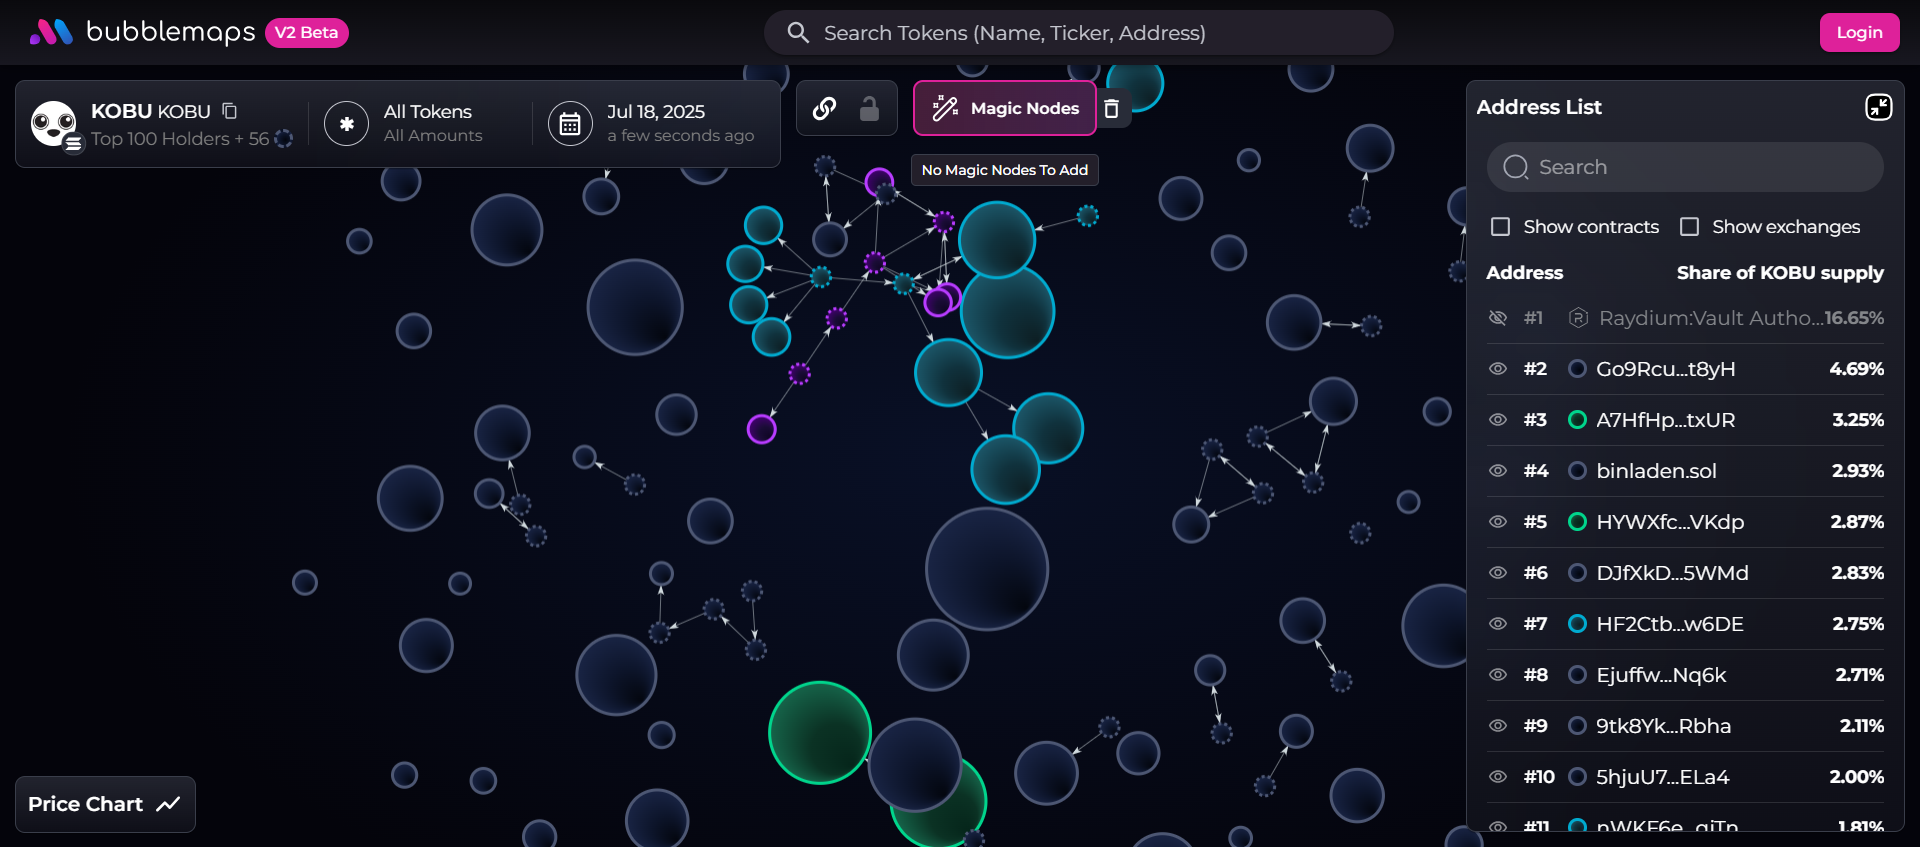 bubblemaps V2 Beta
Search Tokens (Name, Ticker, Address)
Login
KOBU KOBU
Top 100 Holders + 56
All Tokens
All Amounts
Jul 18, 2025
a few seconds ago
Magic Nodes
No Magic Nodes To Add
Address List
Search
Show contracts Show exchanges
Address Share of KOBU supply
#1 Raydium:Vault Autho... 16.65%
#2 Go9Rcu...t8yH 4.69%
#3 A7HfHp...txUR 3.25%
#4 binladen.sol 2.93%
#5 HYWXfc...VKdp 2.87%
#6 DJfXkD...5WMd 2.83%
#7 HF2Ctb...w6DE 2.75%
#8 Ejuffw...Nq6k 2.71%
#9 9tk8Yk...Rbha 2.11%
#10 5hjuU7...ELa4 2.00%
#11 1.81%
Price Chart